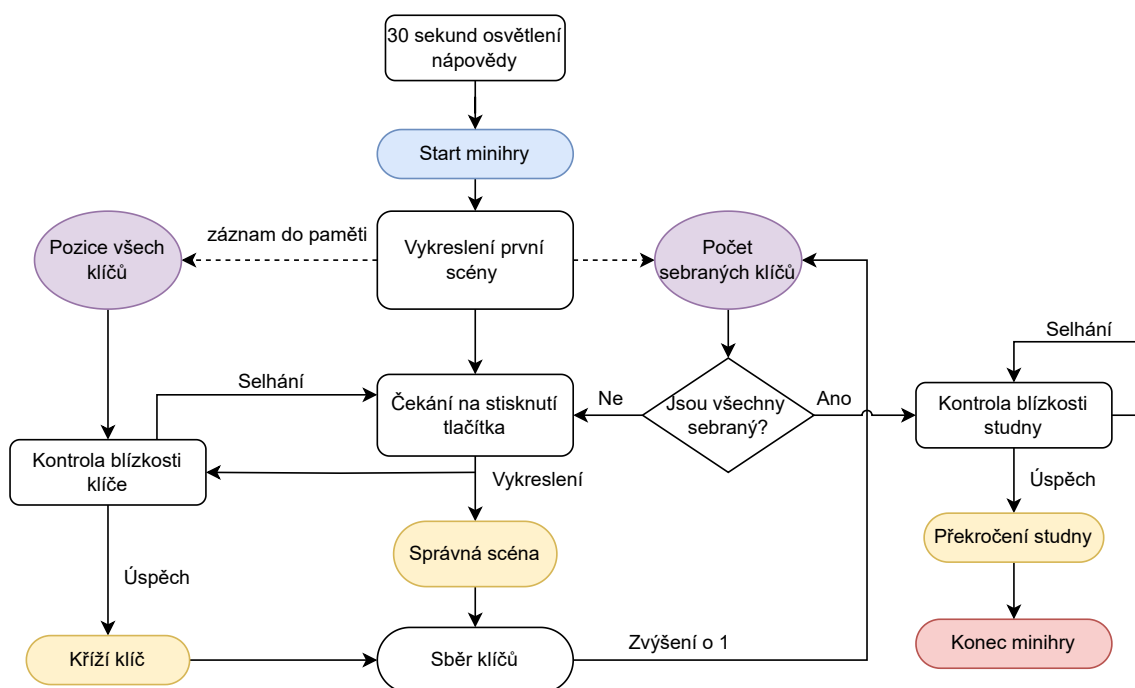 30 sekund osvětlení
nápovědy
Start minihry
záznam do paměti
Pozice všech
klíčů
Vykreslení první
scény
Počet
sebraných klíčů
Selhání
Selhání
Čekání na stisknutí
tlačítka
Ne
Jsou všechny
sebraný?
Ano
Kontrola blízkosti
studny
Kontrola blízkosti
klíče
Vykreslení
Úspěch
Správná scéna
Překročení studny
Úspěch
Kříží klíč
Sběr klíčů
Zvýšení o 1
Konec minihry